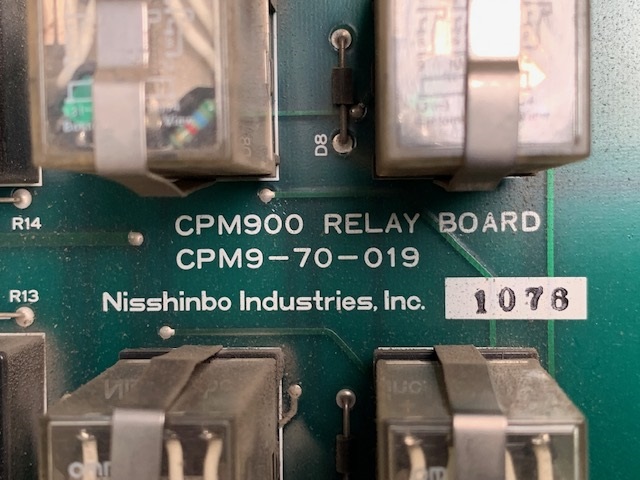 D8
R14
CPM900 RELAY BOARD
CPM9-70-019
R13
Nisshinbo Industries, Inc.
1076